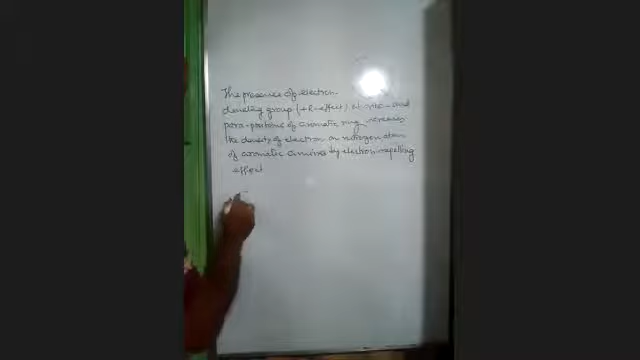 The presence of electron
donating group (+R-effect) at ortho- and
para-positions of aromatic ring increases
the density of electron on nitrogen atom
of aromatic amines by electron repelling
effect